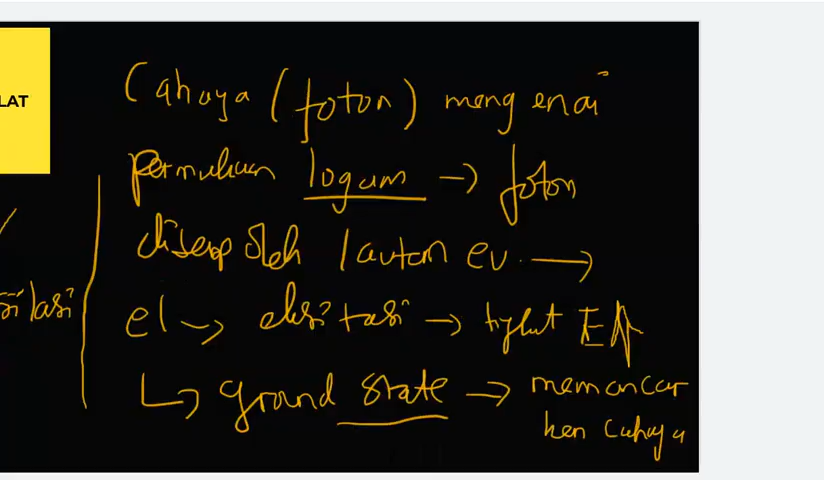 LAT
silasi
Cahaya (foton) mengenai
permukaan logam → foton
diserap oleh lautan ev. →
el → eksitasi → tigkat E↑
↳ ground state → memancar
kan cahaya